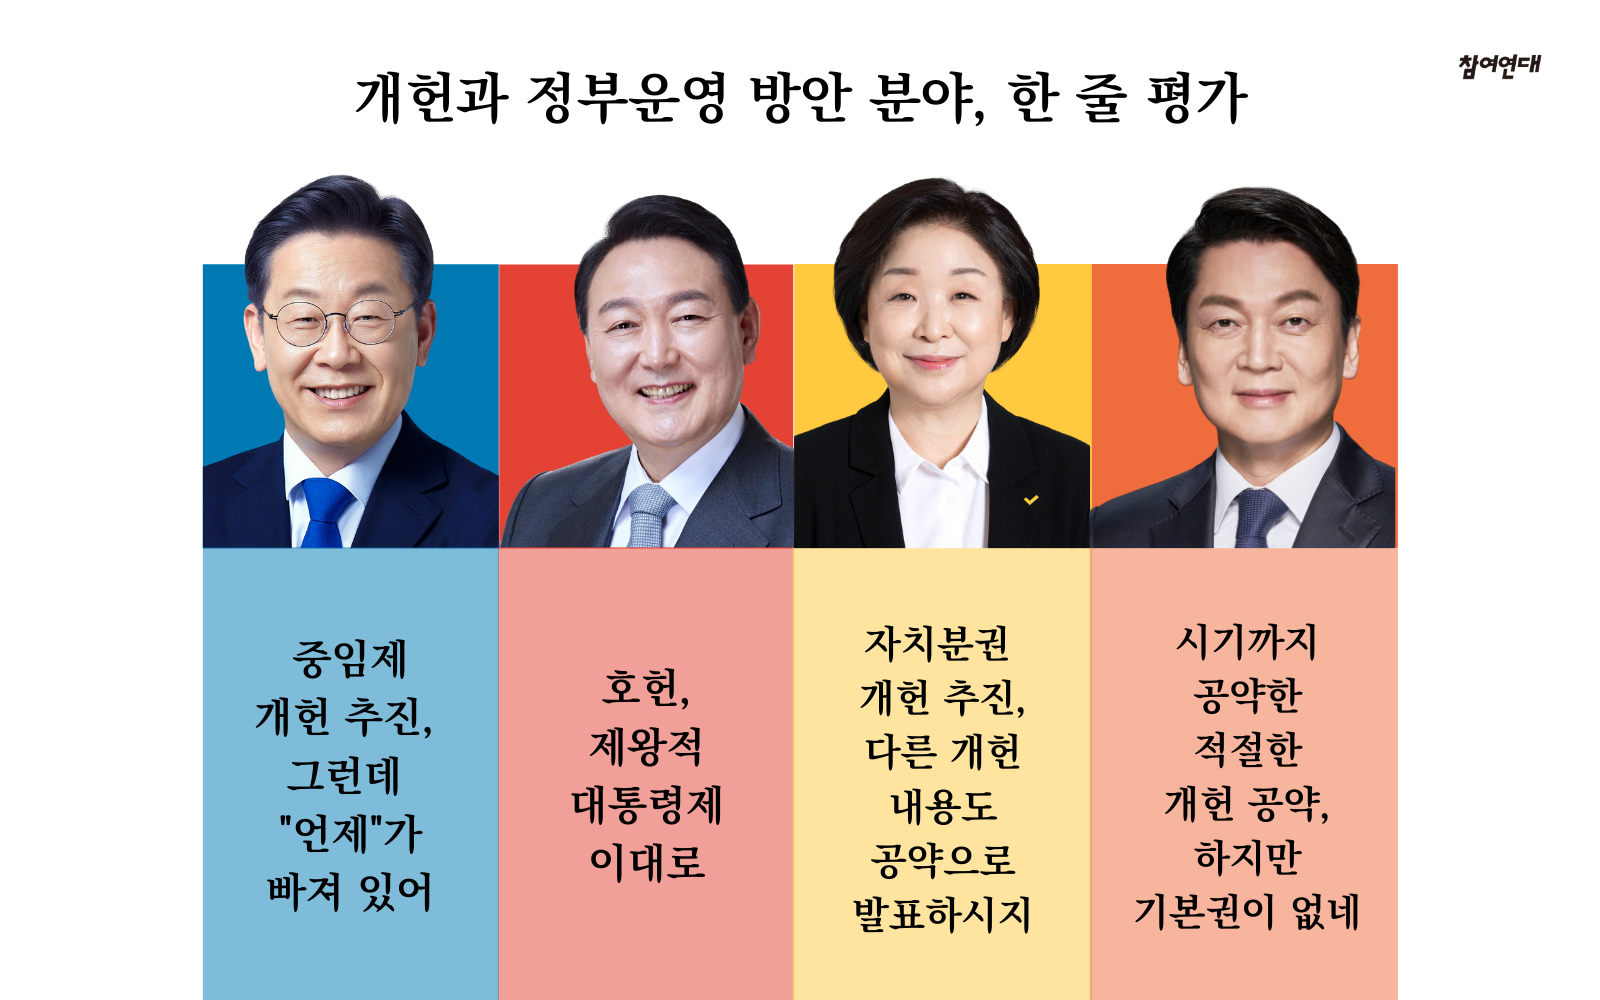 개헌과 정부운영 방안 분야, 한 줄 평가
참여연대
중임제
개헌 추진,
그런데
"언제"가
빠져 있어
호헌,
제왕적
대통령제
이대로
자치분권
개헌 추진,
다른 개헌
내용도
공약으로
발표하시지
시기까지
공약한
적절한
개헌 공약,
하지만
기본권이 없네